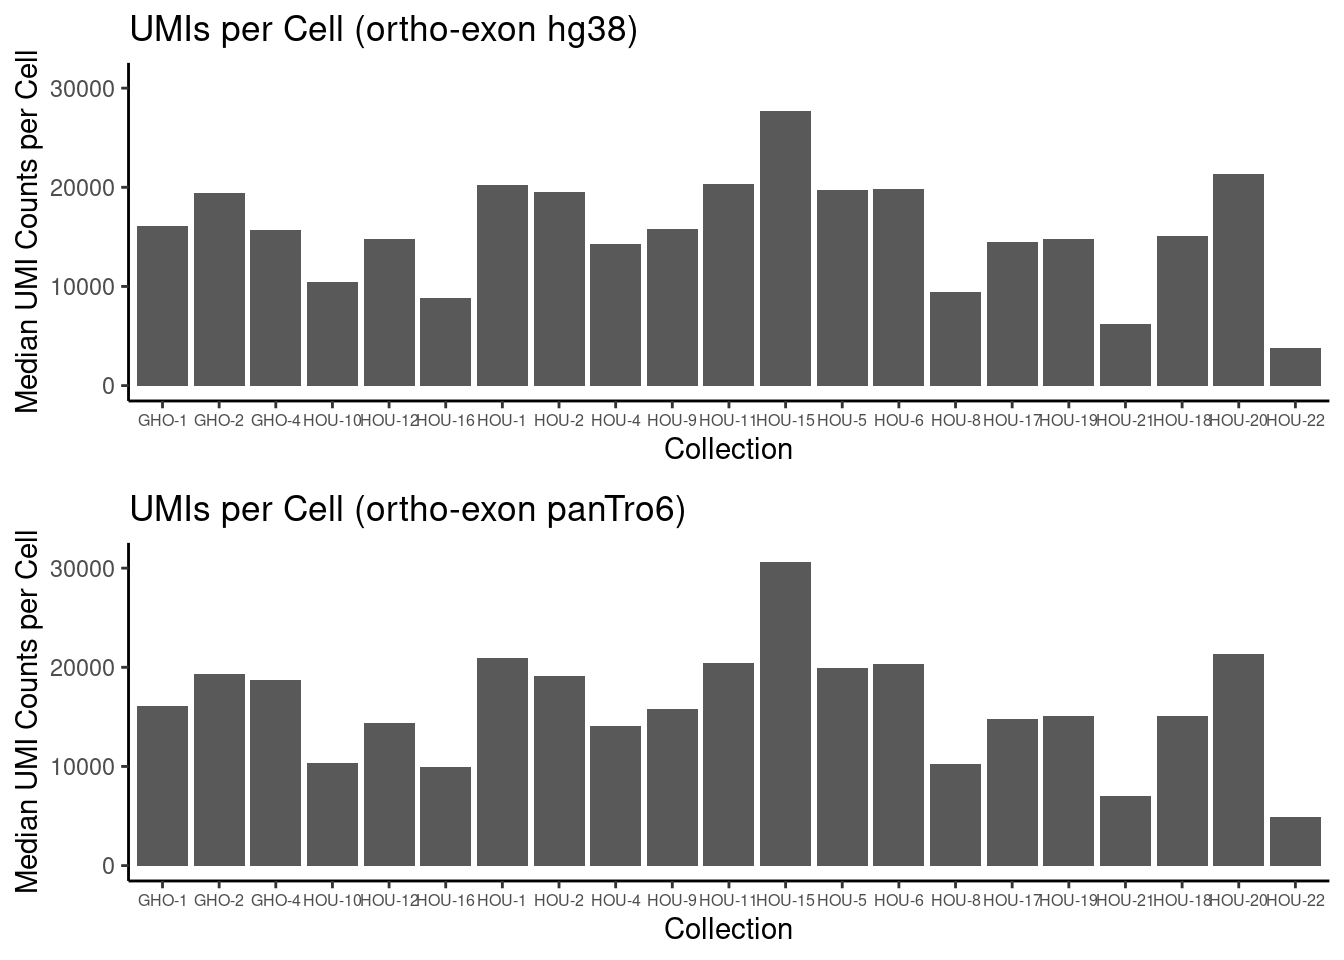 UMIs per Cell (ortho-exon hg38)
Median UMI Counts per Cell
30000
20000
10000
0
GHO-1 GHO-2 GHO-4 HOU-10 HOU-12 HOU-16 HOU-1 HOU-2 HOU-4 HOU-9 HOU-11 HOU-15 HOU-5 HOU-6 HOU-8 HOU-17 HOU-19 HOU-21 HOU-18 HOU-20 HOU-22
Collection
UMIs per Cell (ortho-exon panTro6)
Median UMI Counts per Cell
30000
20000
10000
0
GHO-1 GHO-2 GHO-4 HOU-10 HOU-12 HOU-16 HOU-1 HOU-2 HOU-4 HOU-9 HOU-11 HOU-15 HOU-5 HOU-6 HOU-8 HOU-17 HOU-19 HOU-21 HOU-18 HOU-20 HOU-22
Collection